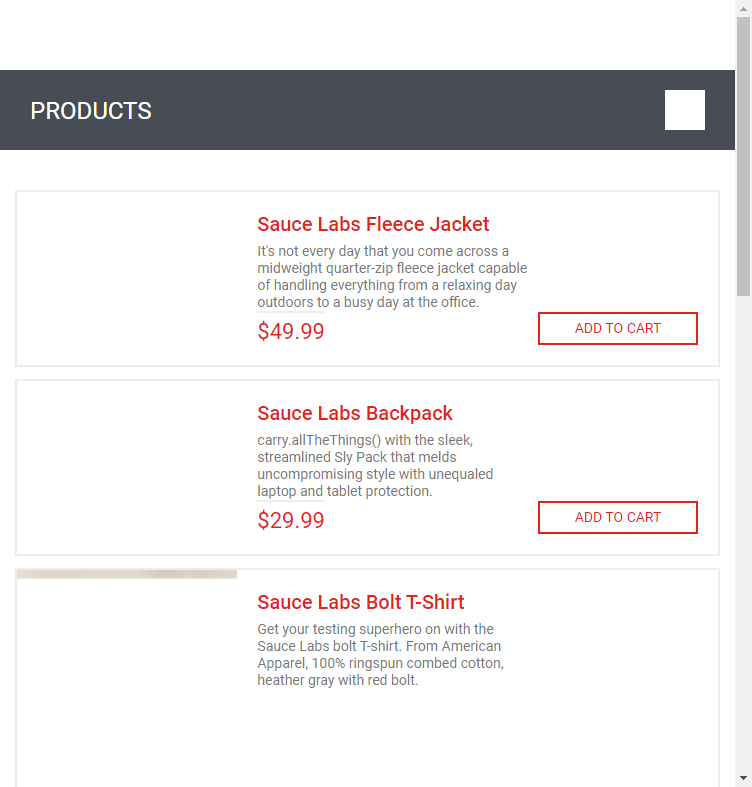 PRODUCTS
Sauce Labs Fleece Jacket
It's not every day that you come across a
midweight quarter-zip fleece jacket capable
of handling everything from a relaxing day
outdoors to a busy day at the office.
$49.99
ADD TO CART
Sauce Labs Backpack
carry.allTheThings() with the sleek,
streamlined Sly Pack that melds
uncompromising style with unequaled
laptop and tablet protection.
$29.99
ADD TO CART
Sauce Labs Bolt T-Shirt
Get your testing superhero on with the
Sauce Labs bolt T-shirt. From American
Apparel, 100% ringspun combed cotton,
heather gray with red bolt.